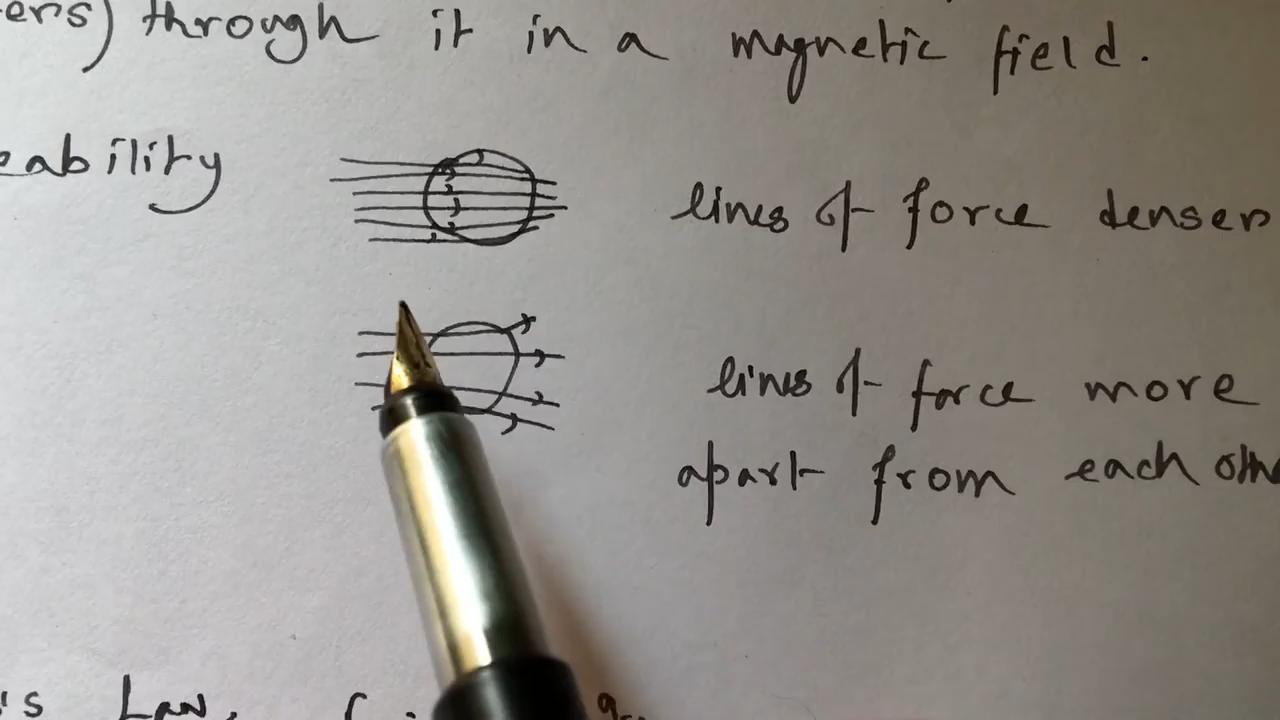 ers) through it in a magnetic field.
eability
lines of force denser
lines of force more
apart from each othe
's Law.